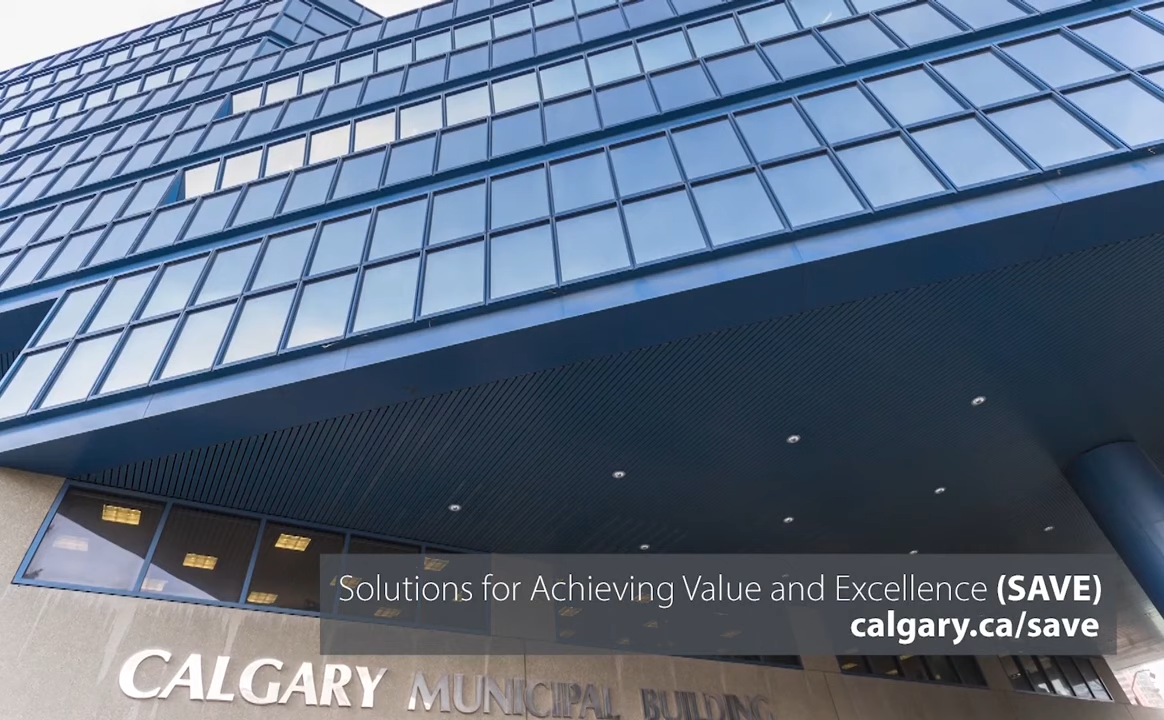 Solutions for Achieving Value and Excellence (SAVE)
calgary.ca/save
CALGARY MUNICIPAL BUILDING